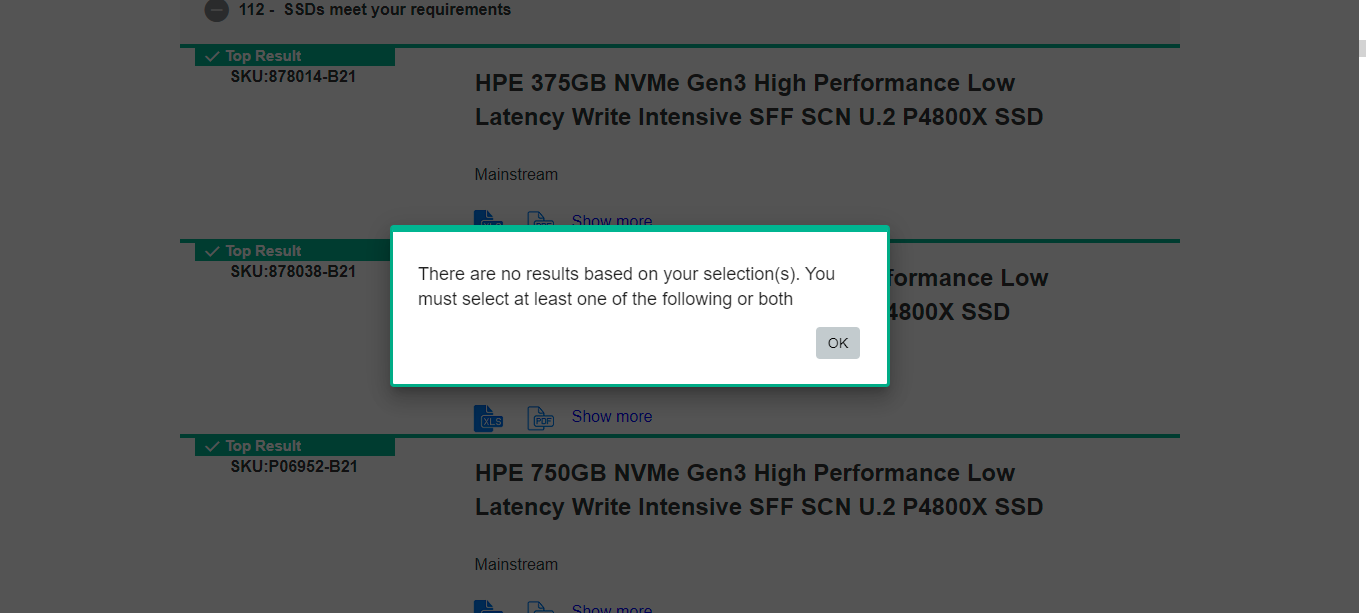 112 - SSDs meet your requirements
Top Result
SKU:878014-B21
HPE 375GB NVMe Gen3 High Performance Low
Latency Write Intensive SFF SCN U.2 P4800X SSD
Mainstream
Show more
Top Result
SKU:878038-B21
formance Low
4800X SSD
There are no results based on your selection(s). You
must select at least one of the following or both
OK
XLS PDF Show more
Top Result
SKU:P06952-B21
HPE 750GB NVMe Gen3 High Performance Low
Latency Write Intensive SFF SCN U.2 P4800X SSD
Mainstream
Show more